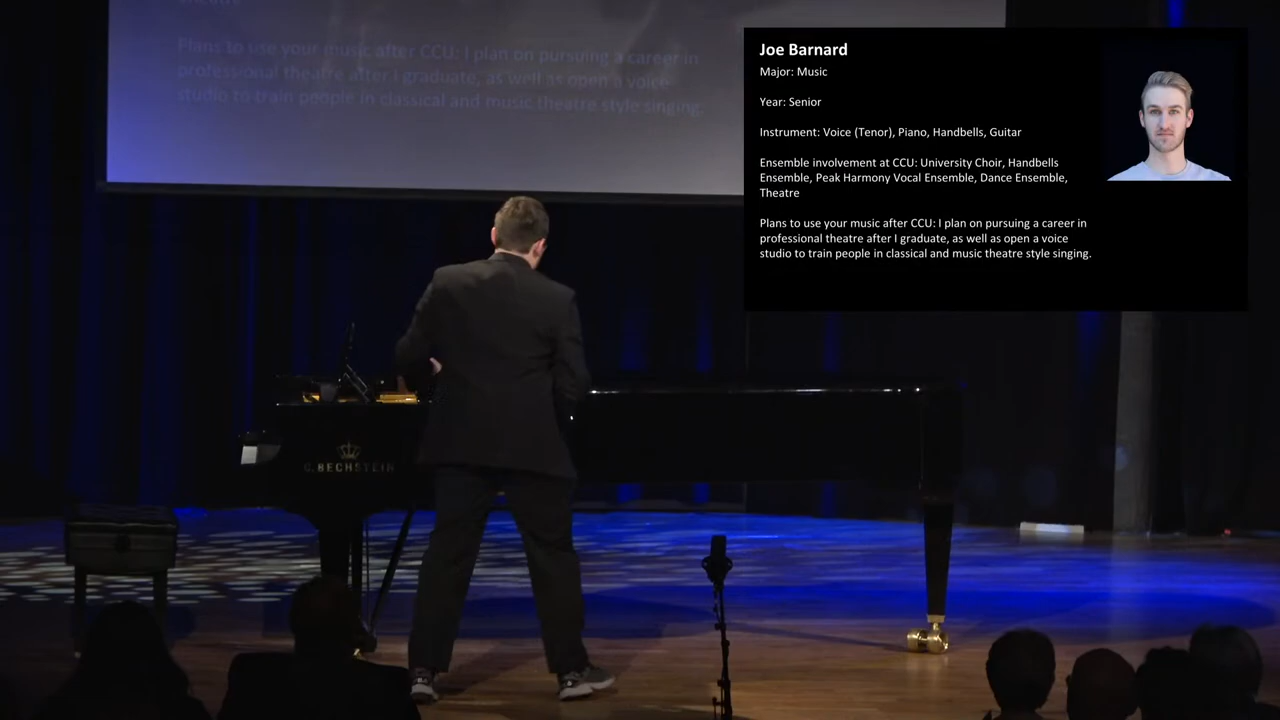 Plans to use your music after CCU: I plan on pursuing a career in
professional theatre after I graduate, as well as open a voice
studio to train people in classical and music theatre style singing.
Joe Barnard
Major: Music
Year: Senior
Instrument: Voice (Tenor), Piano, Handbells, Guitar
Ensemble involvement at CCU: University Choir, Handbells
Ensemble, Peak Harmony Vocal Ensemble, Dance Ensemble,
Theatre
Plans to use your music after CCU: I plan on pursuing a career in
professional theatre after I graduate, as well as open a voice
studio to train people in classical and music theatre style singing.
C. BECHSTEIN